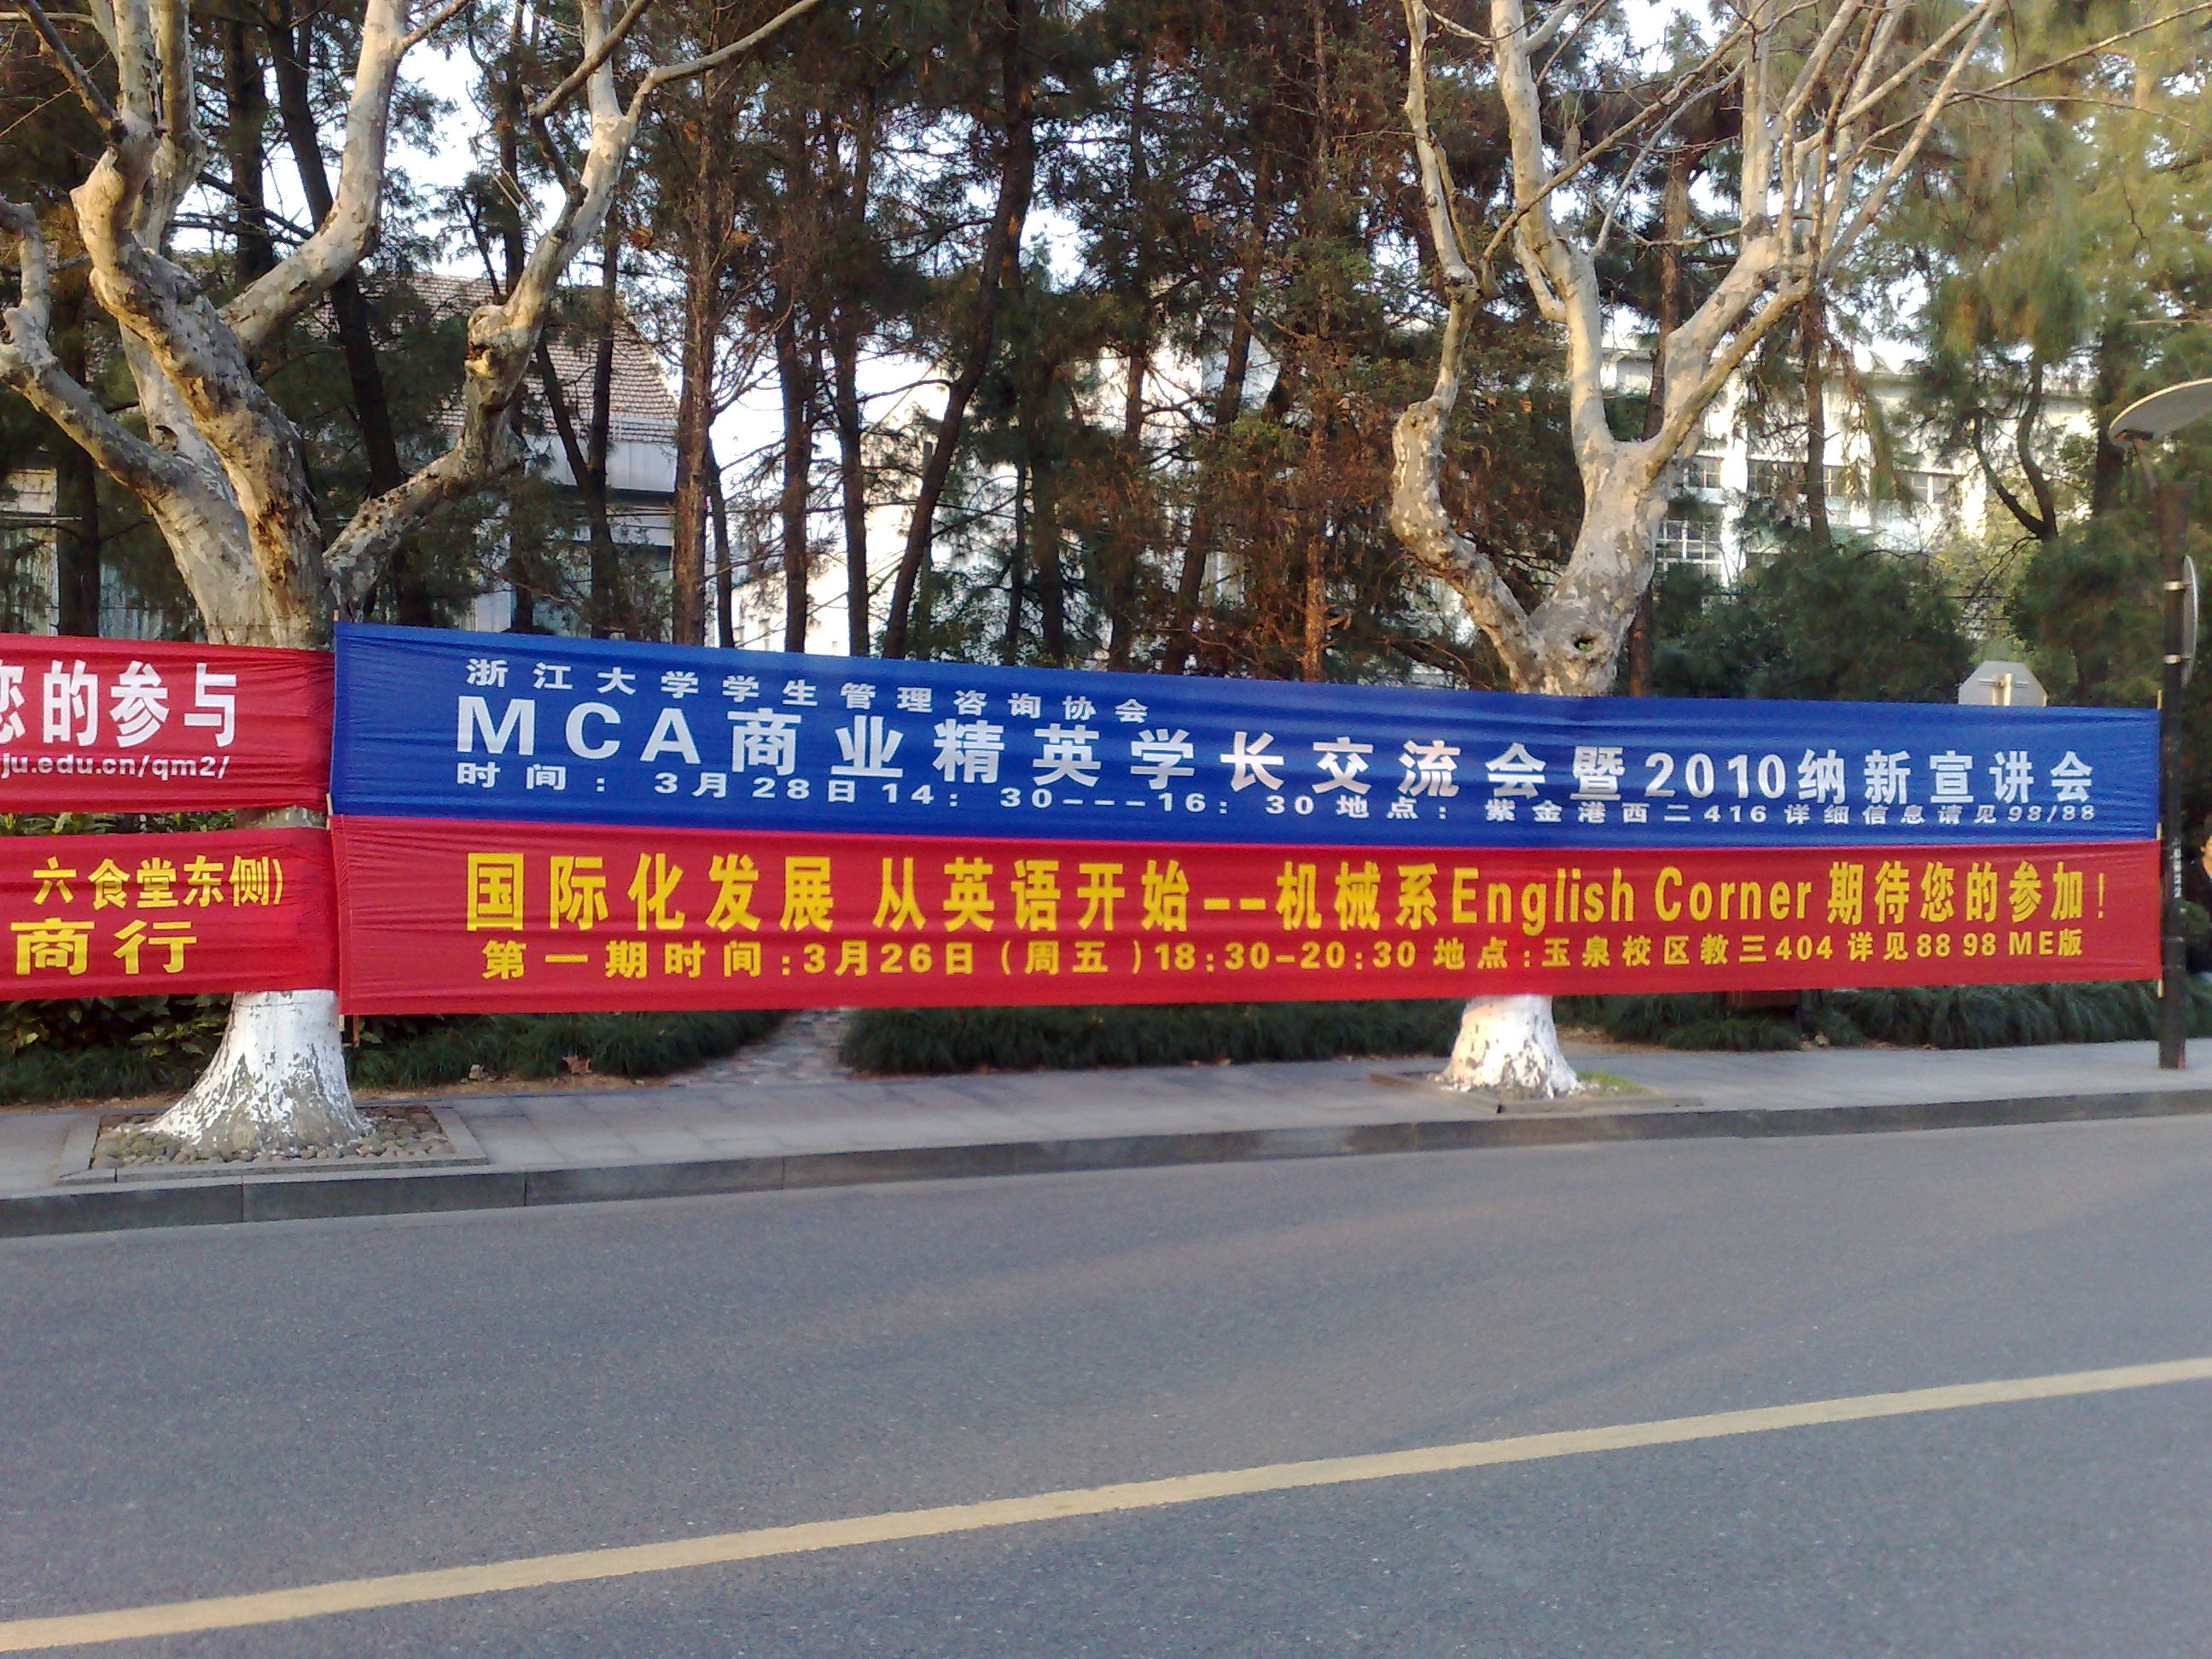 您的参与
ju.edu.cn/qm2/
六食堂东侧)
商行
浙江大学学生管理咨询协会
MCA商业精英学长交流会暨2010纳新宣讲会
时间: 3月28日14: 30---16: 30地点: 紫金港西二416详细信息请见98/88
国际化发展 从英语开始--机械系English Corner期待您的参加!
第一期时间:3月26日(周五)18:30-20:30 地点:玉泉校区教三404 详见88 98 ME版